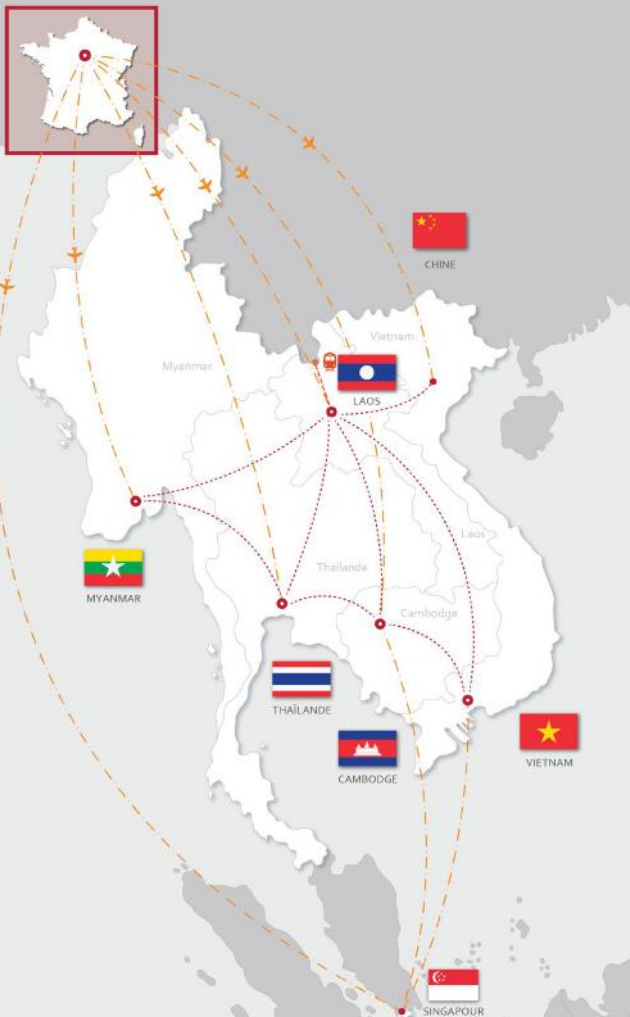 CHINE
Vietnam
Myanmar
LAOS
Laos
Thaïlande
MYANMAR
Cambodge
THAÏLANDE
VIETNAM
CAMBODGE
SINGAPOUR